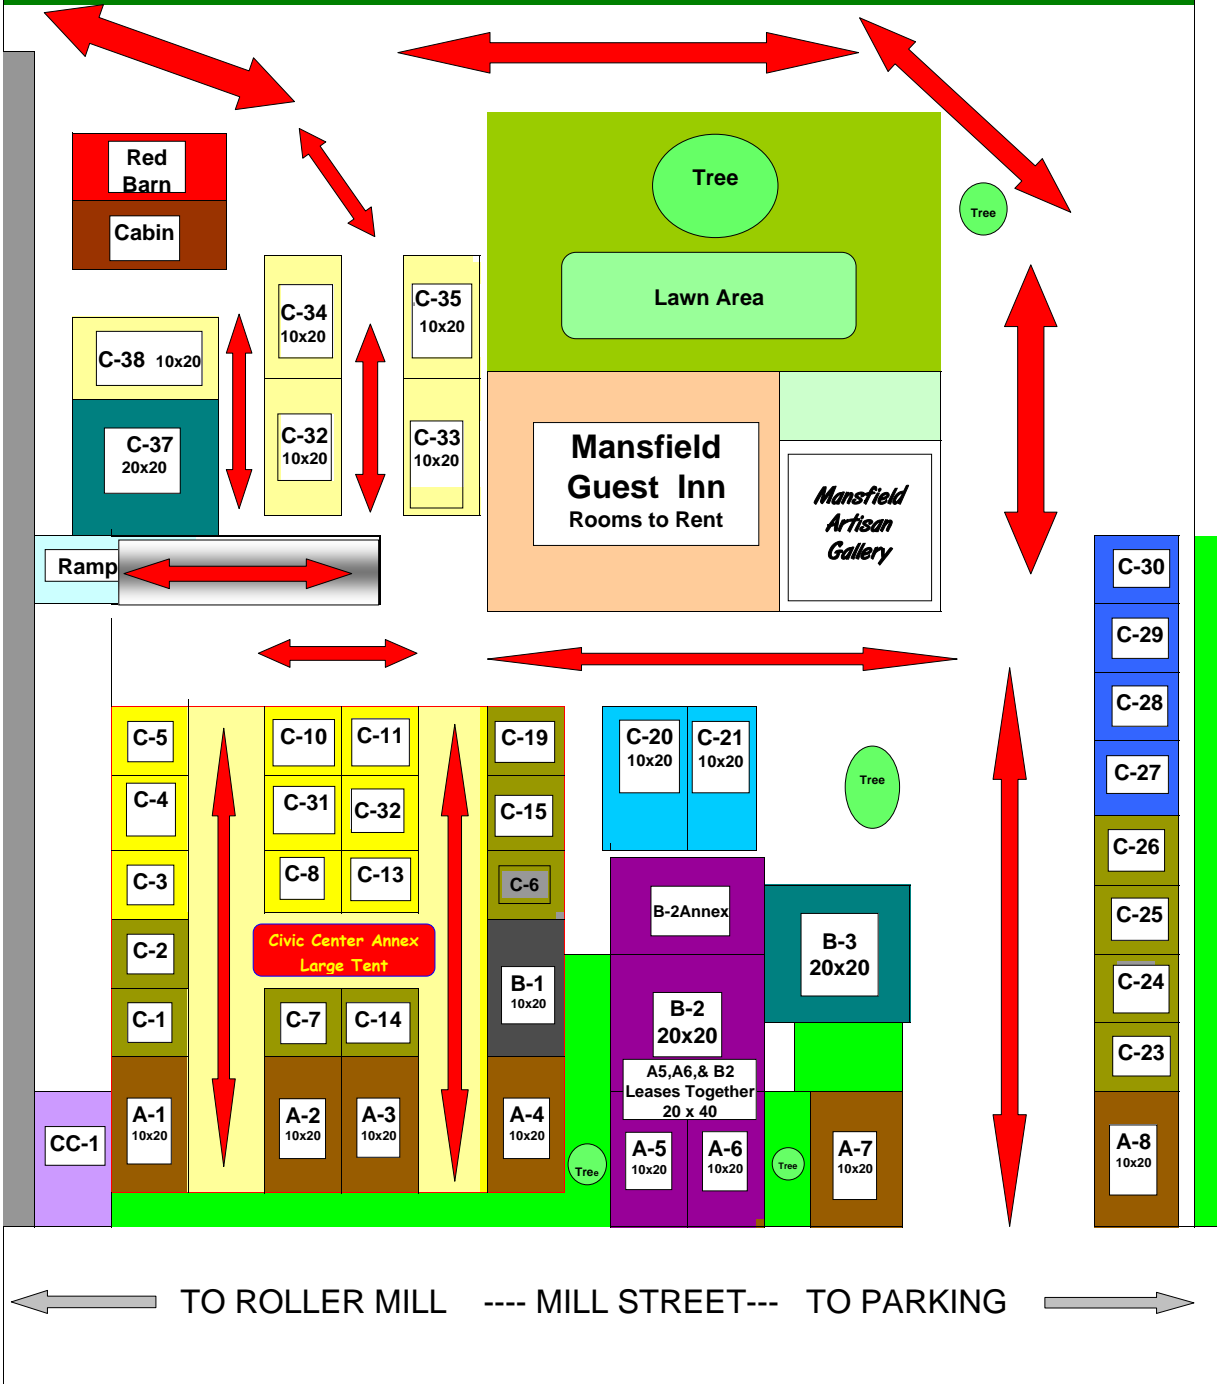 Red
Barn
Cabin
Tree
Tree
Lawn Area
C-34
10x20
C-35
10x20
C-38 10x20
C-37
20x20
C-32
10x20
C-33
10x20
Mansfield
Guest Inn
Rooms to Rent
Mansfield
Artisan
Gallery
Ramp
C-30
C-29
C-28
C-27
C-26
C-25
C-24
C-23
A-8
10x20
C-5
C-4
C-3
C-2
C-1
A-1
10x20
CC-1
C-10
C-11
C-31
C-32
C-8
C-13
Civic Center Annex
Large Tent
C-7
C-14
A-2
10x20
A-3
10x20
C-19
C-15
C-6
B-1
10x20
A-4
10x20
Tree
C-20
10x20
C-21
10x20
Tree
B-2Annex
B-3
20x20
B-2
20x20
A5,A6,& B2
Leases Together
20 x 40
A-5
10x20
A-6
10x20
Tree
A-7
10x20
TO ROLLER MILL ---- MILL STREET--- TO PARKING